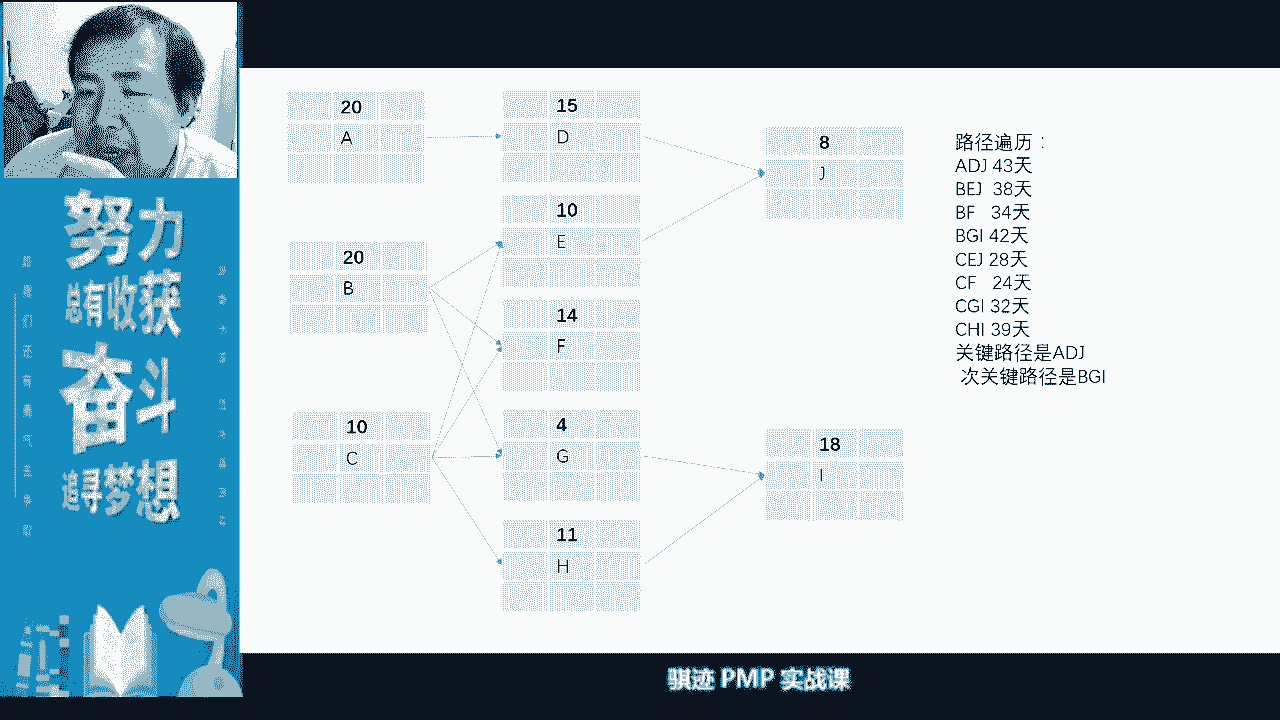 努力
总有收获
奋斗
追寻梦想
20
A
20
B
10
C
15
D
10
E
14
F
4
G
11
H
8
J
18
I
路径遍历：
ADJ 43天
BEJ 38天
BF 34天
BGI 42天
CEJ 28天
CF 24天
CGI 32天
CHI 39天
关键路径是ADJ
次关键路径是BGI
骐迹 PMP 实战课